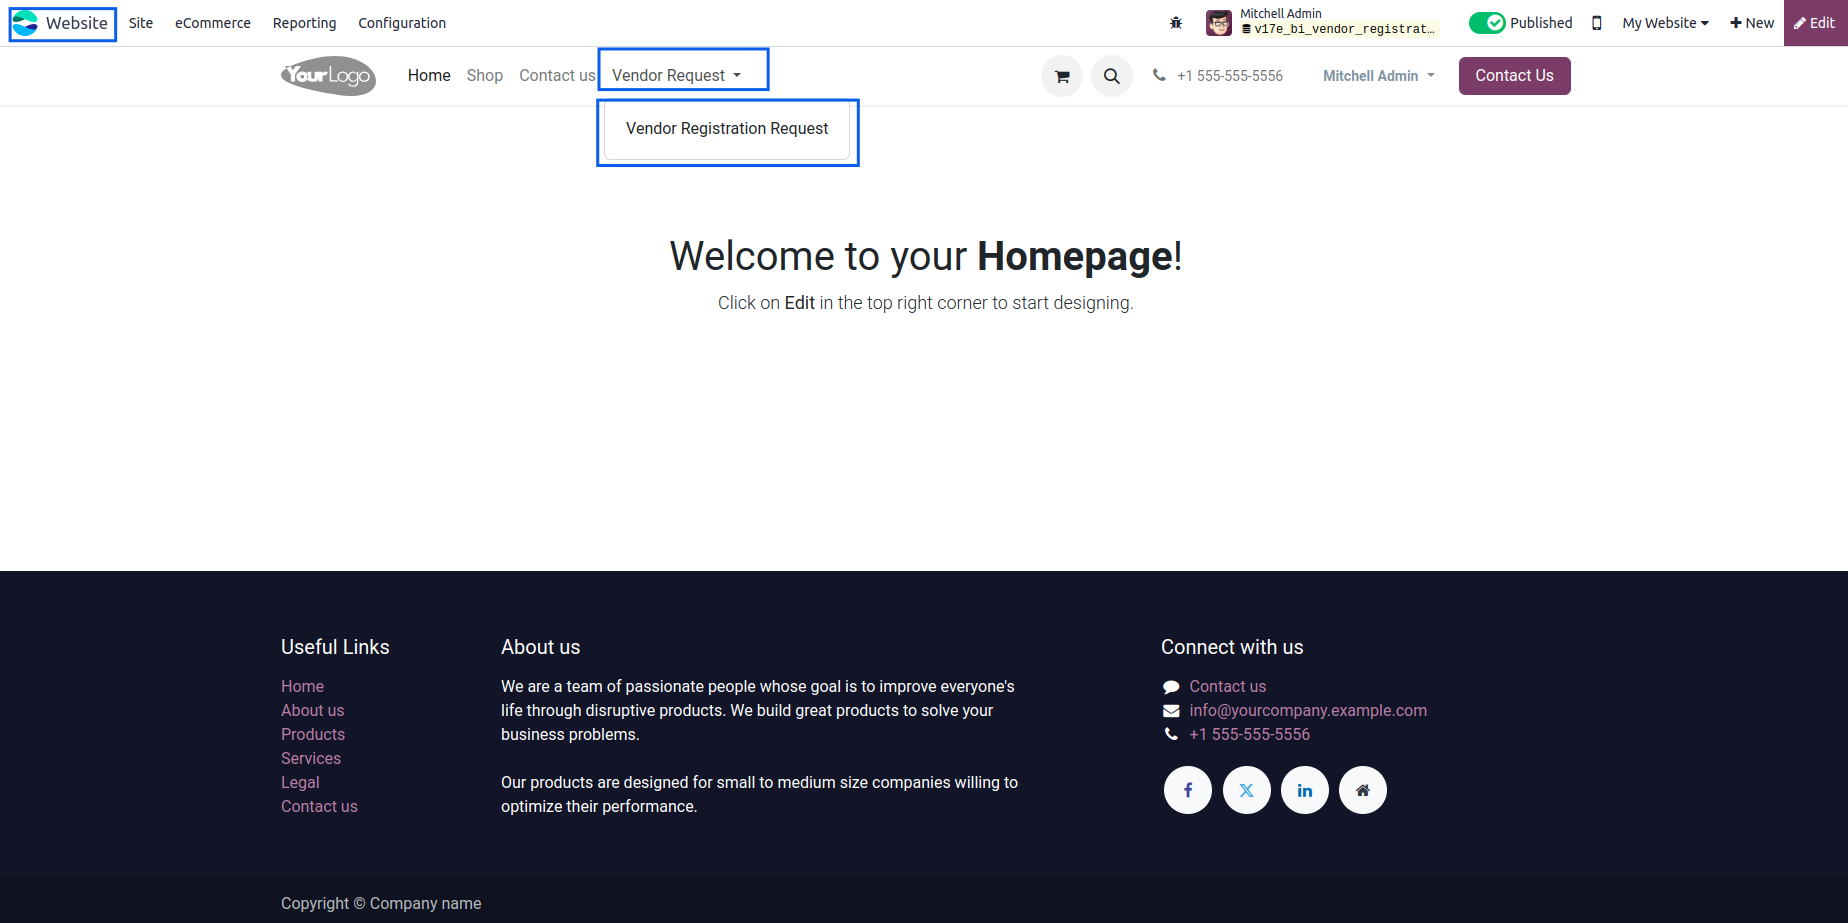 Website Site eCommerce Reporting Configuration Mitchell Admin Published My Website New Edit
v17e_bi_vendor_registrat...
YourLogo Home Shop Contact us Vendor Request +1 555-555-5556 Mitchell Admin Contact Us
Vendor Registration Request
Welcome to your Homepage!
Click on Edit in the top right corner to start designing.
Useful Links
Home
About us
Products
Services
Legal
Contact us
About us
We are a team of passionate people whose goal is to improve everyone's
life through disruptive products. We build great products to solve your
business problems.
Our products are designed for small to medium size companies willing to
optimize their performance.
Connect with us
Contact us
info@yourcompany.example.com
+1 555-555-5556
Copyright © Company name